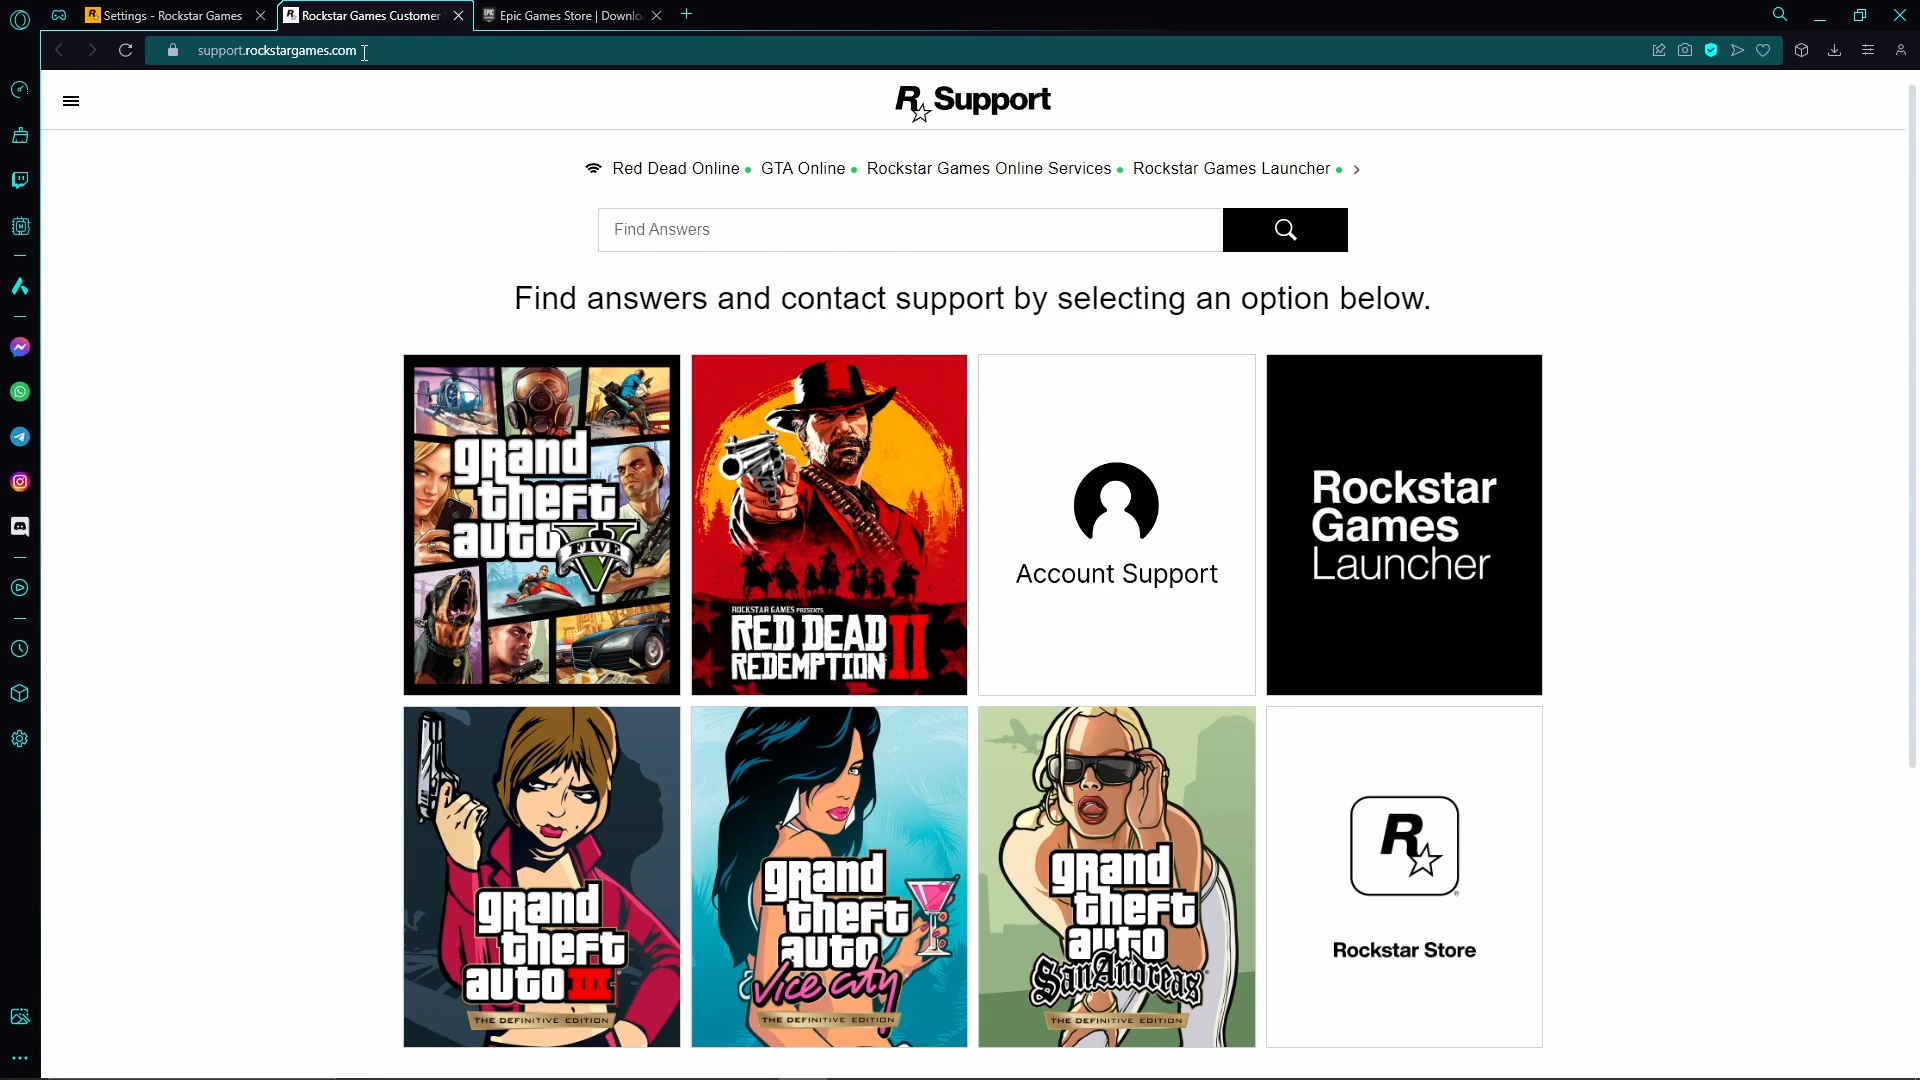 Settings - Rockstar Games
Rockstar Games Customer
Epic Games Store | Downlo
support.rockstargames.com
R Support
Red Dead Online
GTA Online
Rockstar Games Online Services
Rockstar Games Launcher
Find Answers
Find answers and contact support by selecting an option below.
grand
theft
auto
FIVE
ROCKSTAR GAMES PRESENTS
RED DEAD
REDEMPTION II
Account Support
Rockstar
Games
Launcher
grand
theft
auto III
THE DEFINITIVE EDITION
grand
theft
auto
Vice City
THE DEFINITIVE EDITION
grand
theft
auto
San Andreas
THE DEFINITIVE EDITION
R
Rockstar Store